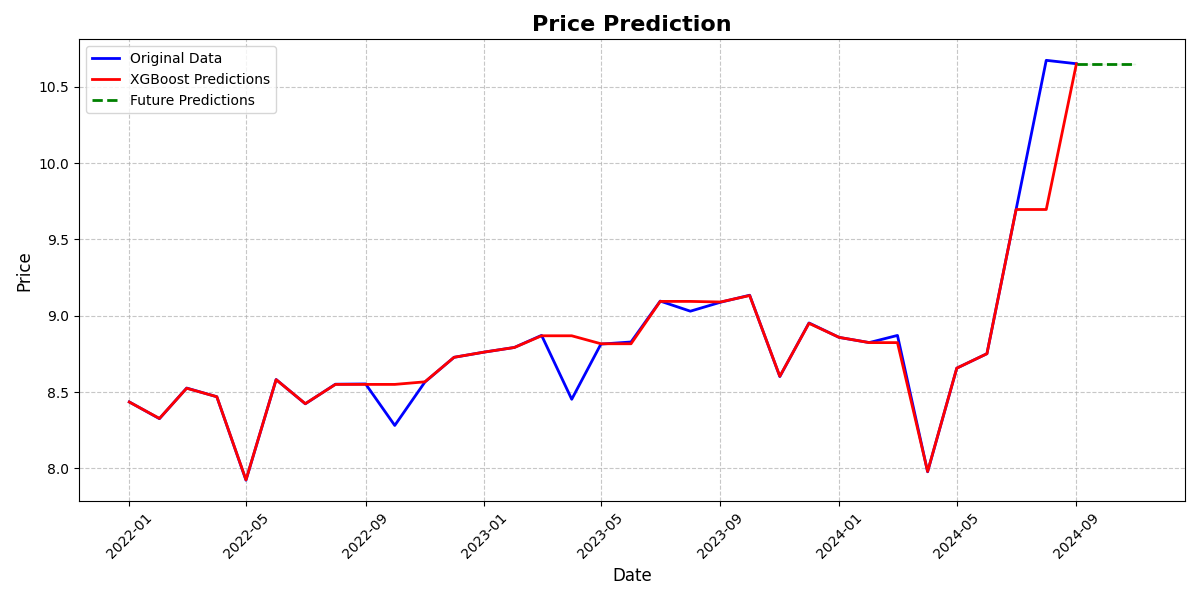 Price Prediction
Original Data
XGBoost Predictions
Future Predictions
Price
10.5
10.0
9.5
9.0
8.5
8.0
2022-01
2022-05
2022-09
2023-01
2023-05
2023-09
2024-01
2024-05
2024-09
Date